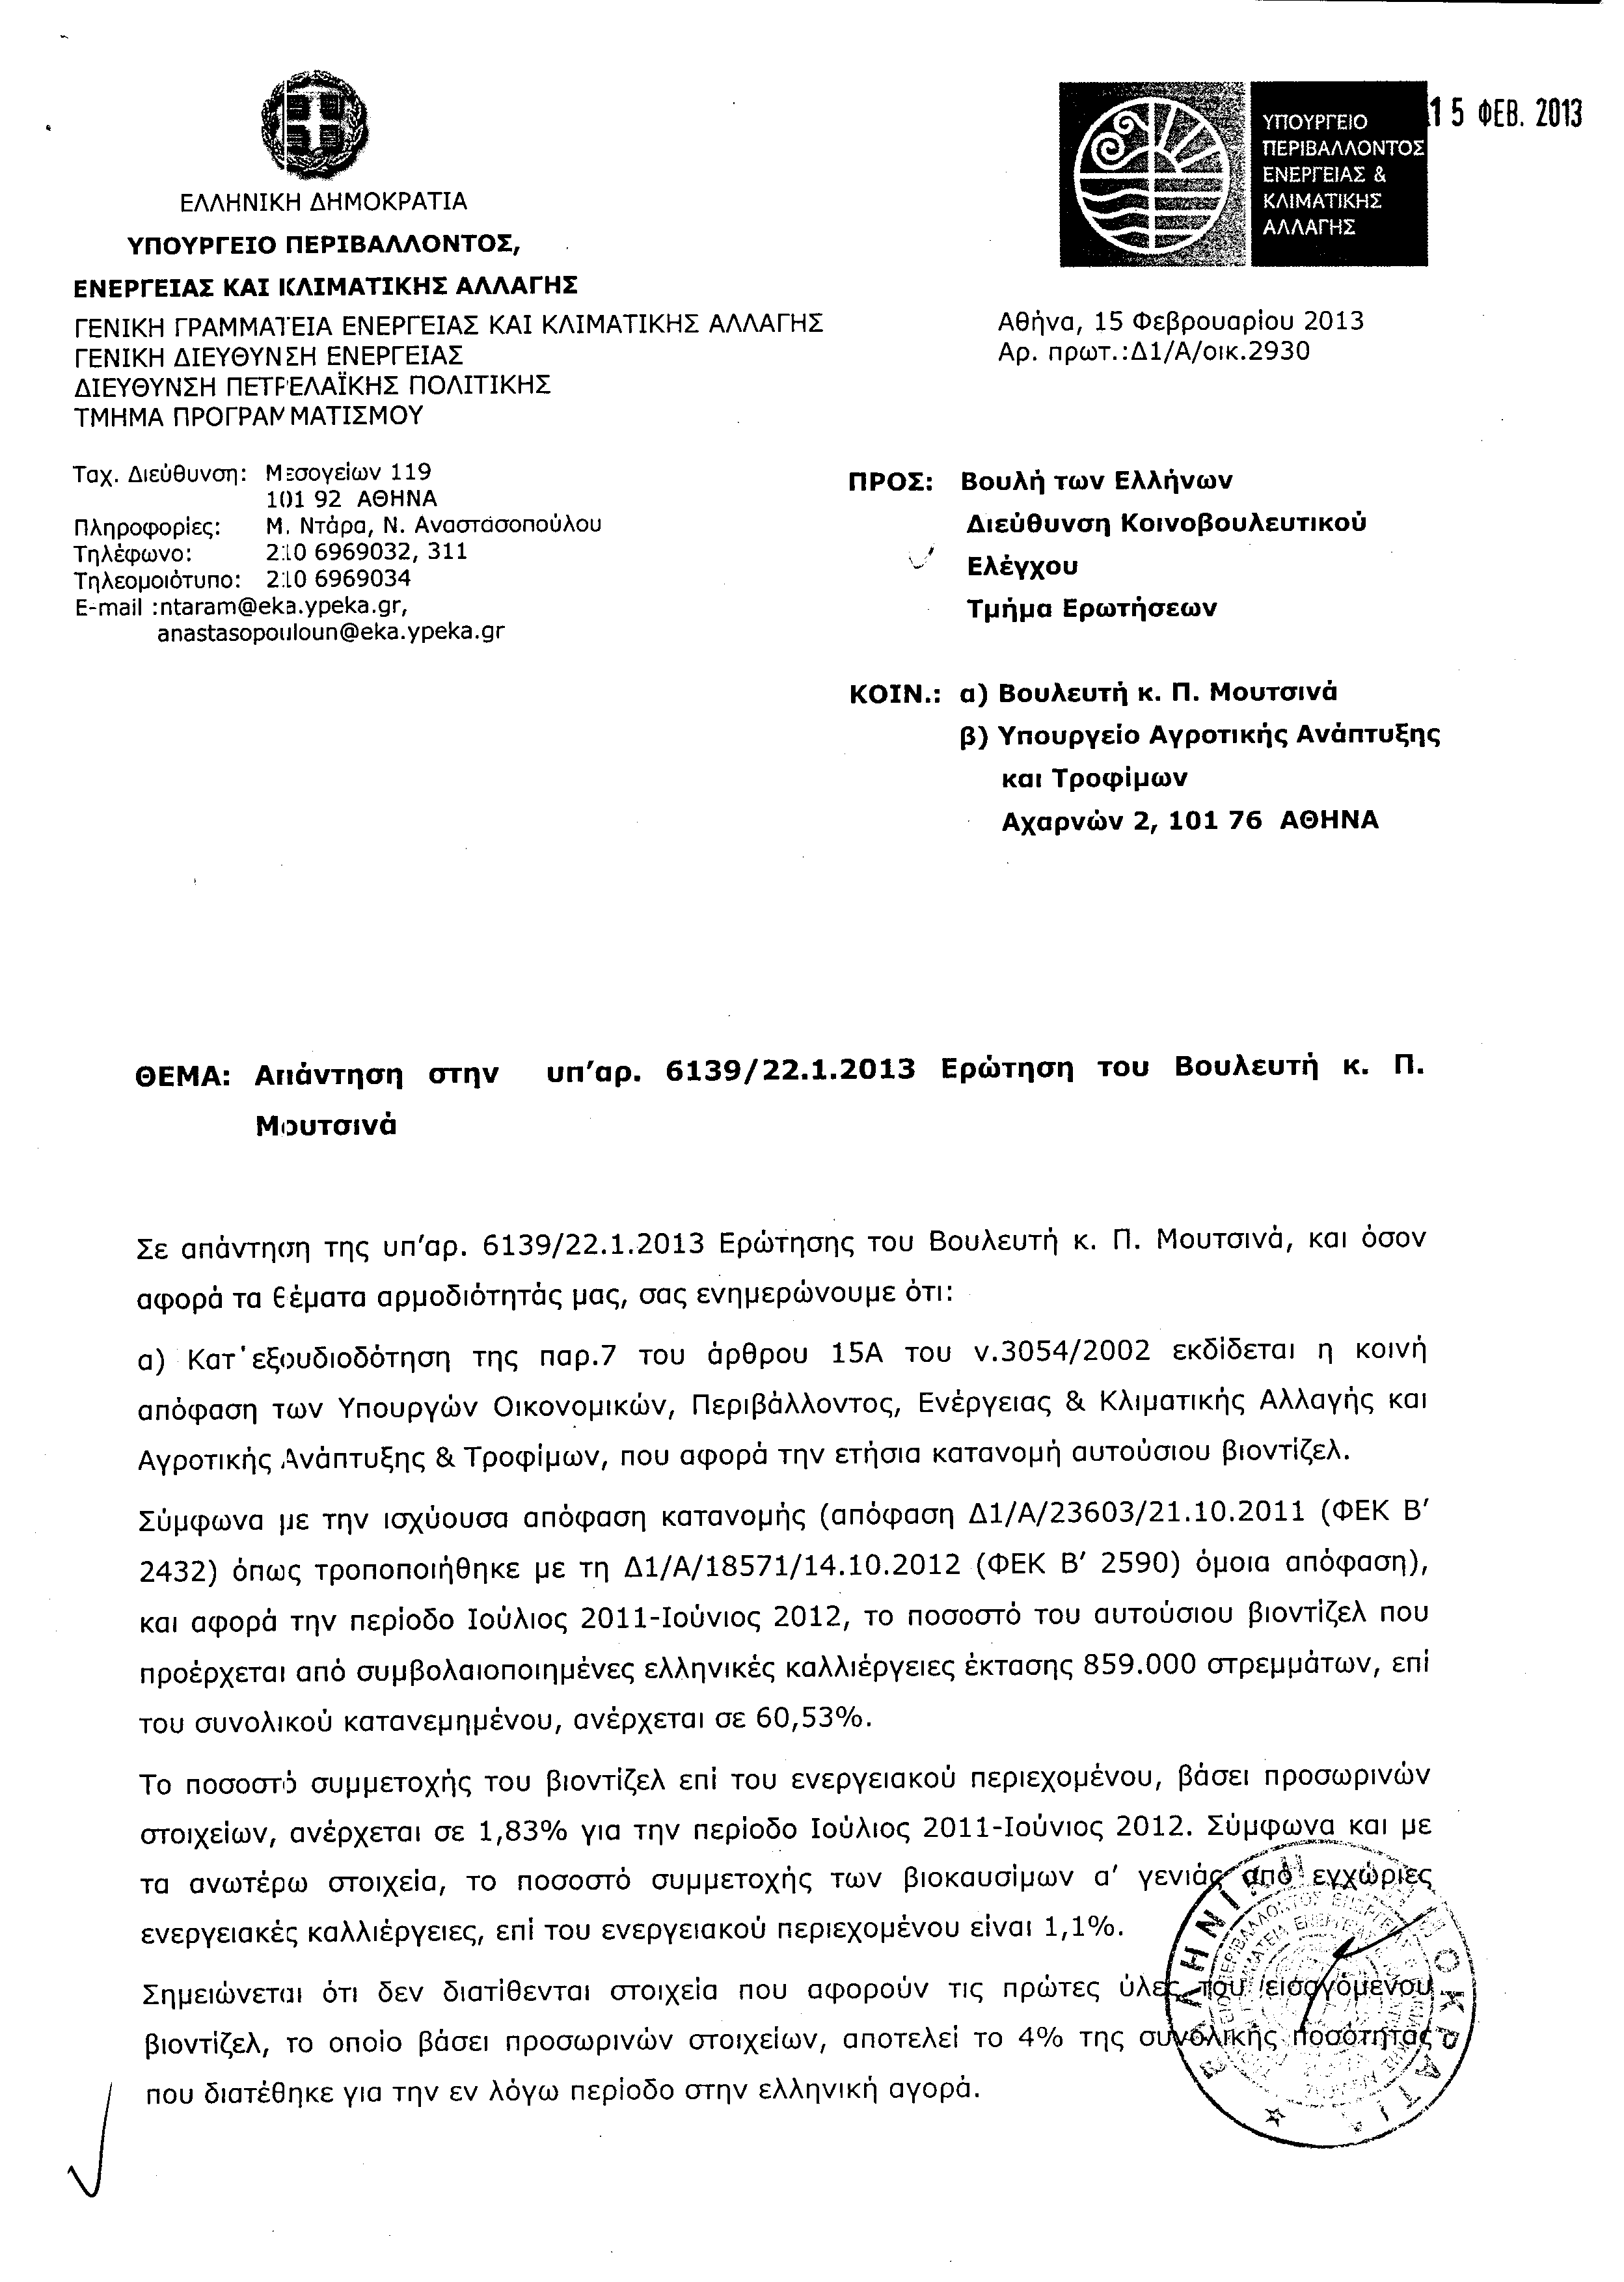 15 ΦΕΒ. 2013
ΥΠΟΥΡΓΕΙΟ
ΠΕΡΙΒΑΛΛΟΝΤΟΣ
ΕΝΕΡΓΕΙΑΣ &
ΚΛΙΜΑΤΙΚΗΣ
ΑΛΛΑΓΗΣ
ΕΛΛΗΝΙΚΗ ΔΗΜΟΚΡΑΤΙΑ
ΥΠΟΥΡΓΕΙΟ ΠΕΡΙΒΑΛΛΟΝΤΟΣ,
ΕΝΕΡΓΕΙΑΣ ΚΑΙ ΚΛΙΜΑΤΙΚΗΣ ΑΛΛΑΓΗΣ
ΓΕΝΙΚΗ ΓΡΑΜΜΑΤΕΙΑ ΕΝΕΡΓΕΙΑΣ ΚΑΙ ΚΛΙΜΑΤΙΚΗΣ ΑΛΛΑΓΗΣ
ΓΕΝΙΚΗ ΔΙΕΥΘΥΝΣΗ ΕΝΕΡΓΕΙΑΣ
ΔΙΕΥΘΥΝΣΗ ΠΕΤΡΕΛΑΪΚΗΣ ΠΟΛΙΤΙΚΗΣ
ΤΜΗΜΑ ΠΡΟΓΡΑΜΜΑΤΙΣΜΟΥ
Αθήνα, 15 Φεβρουαρίου 2013
Αρ. πρωτ.:Δ1/Α/οικ.2930
Ταχ. Διεύθυνση: Μεσογείων 119
101 92 ΑΘΗΝΑ
Πληροφορίες: Μ. Ντάρα, Ν. Αναστασοπούλου
Τηλέφωνο: 210 6969032, 311
Τηλεομοιότυπο: 210 6969034
E-mail :ntaram@eka.ypeka.gr,
anastasopouloun@eka.ypeka.gr
ΠΡΟΣ: Βουλή των Ελλήνων
Διεύθυνση Κοινοβουλευτικού
Ελέγχου
Τμήμα Ερωτήσεων
ΚΟΙΝ.: α) Βουλευτή κ. Π. Μουτσινά
β) Υπουργείο Αγροτικής Ανάπτυξης
και Τροφίμων
Αχαρνών 2, 101 76 ΑΘΗΝΑ
ΘΕΜΑ: Απάντηση στην υπ'αρ. 6139/22.1.2013 Ερώτηση του Βουλευτή κ. Π.
Μουτσινά
Σε απάντηση της υπ'αρ. 6139/22.1.2013 Ερώτησης του Βουλευτή κ. Π. Μουτσινά, και όσον
αφορά τα θέματα αρμοδιότητάς μας, σας ενημερώνουμε ότι:
α) Κατ'εξουδιοδότηση της παρ.7 του άρθρου 15Α του ν.3054/2002 εκδίδεται η κοινή
απόφαση των Υπουργών Οικονομικών, Περιβάλλοντος, Ενέργειας & Κλιματικής Αλλαγής και
Αγροτικής Ανάπτυξης & Τροφίμων, που αφορά την ετήσια κατανομή αυτούσιου βιοντίζελ.
Σύμφωνα με την ισχύουσα απόφαση κατανομής (απόφαση Δ1/Α/23603/21.10.2011 (ΦΕΚ Β'
2432) όπως τροποποιήθηκε με τη Δ1/Α/18571/14.10.2012 (ΦΕΚ Β' 2590) όμοια απόφαση),
και αφορά την περίοδο Ιούλιος 2011-Ιούνιος 2012, το ποσοστό του αυτούσιου βιοντίζελ που
προέρχεται από συμβολαιοποιημένες ελληνικές καλλιέργειες έκτασης 859.000 στρεμμάτων, επί
του συνολικού κατανεμημένου, ανέρχεται σε 60,53%.
Το ποσοστό συμμετοχής του βιοντίζελ επί του ενεργειακού περιεχομένου, βάσει προσωρινών
στοιχείων, ανέρχεται σε 1,83% για την περίοδο Ιούλιος 2011-Ιούνιος 2012. Σύμφωνα και με
τα ανωτέρω στοιχεία, το ποσοστό συμμετοχής των βιοκαυσίμων α' γενιάς από εγχώριες
ενεργειακές καλλιέργειες, επί του ενεργειακού περιεχομένου είναι 1,1%.
Σημειώνεται ότι δεν διατίθενται στοιχεία που αφορούν τις πρώτες ύλες του εισαγόμενου
βιοντίζελ, το οποίο βάσει προσωρινών στοιχείων, αποτελεί το 4% της συνολικής ποσότητας
που διατέθηκε για την εν λόγω περίοδο στην ελληνική αγορά.